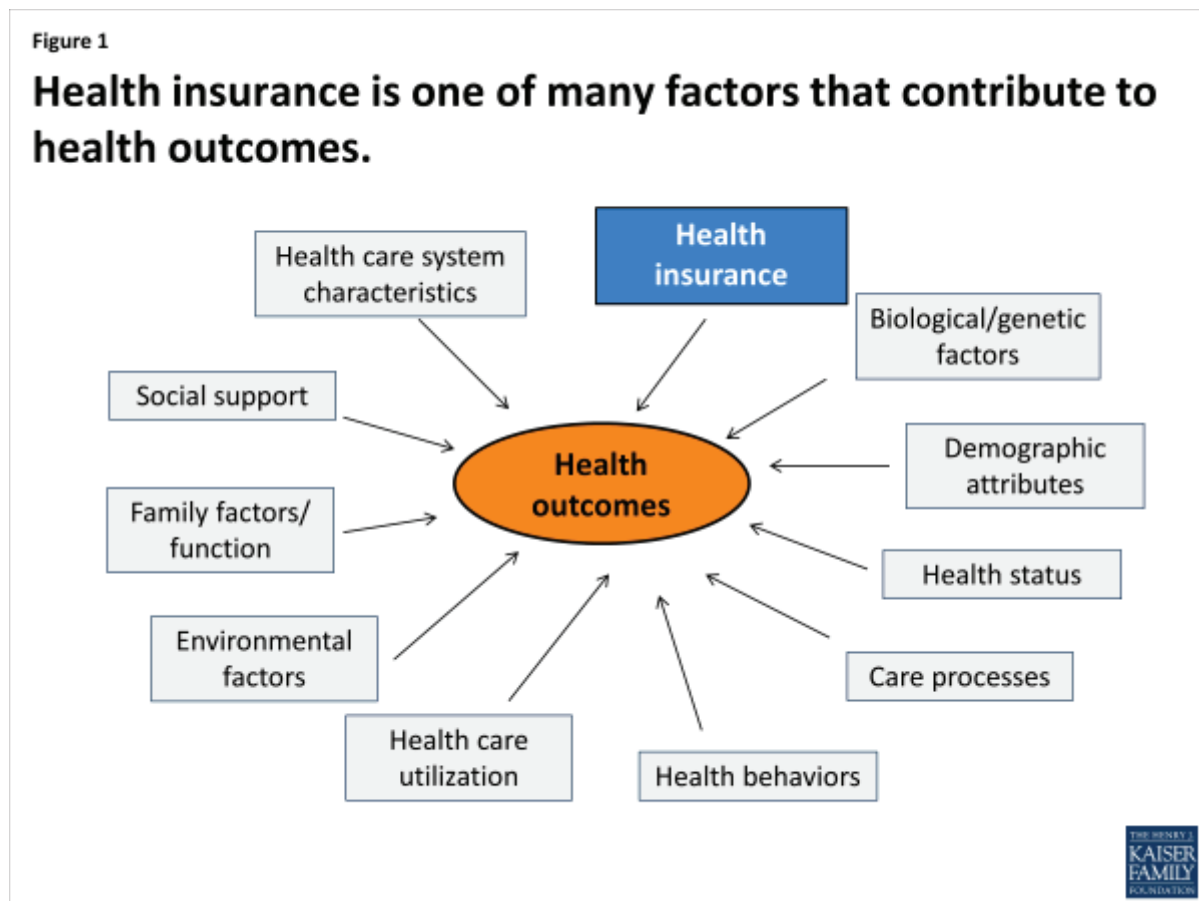 Figure 1
Health insurance is one of many factors that contribute to
health outcomes.
Health
insurance
Health care system
characteristics
Biological/genetic
factors
Social support
Demographic
attributes
Health
outcomes
Family factors/
function
Health status
Environmental
factors
Care processes
Health care
utilization
Health behaviors
THE HENRY J.
KAISER
FAMILY
FOUNDATION